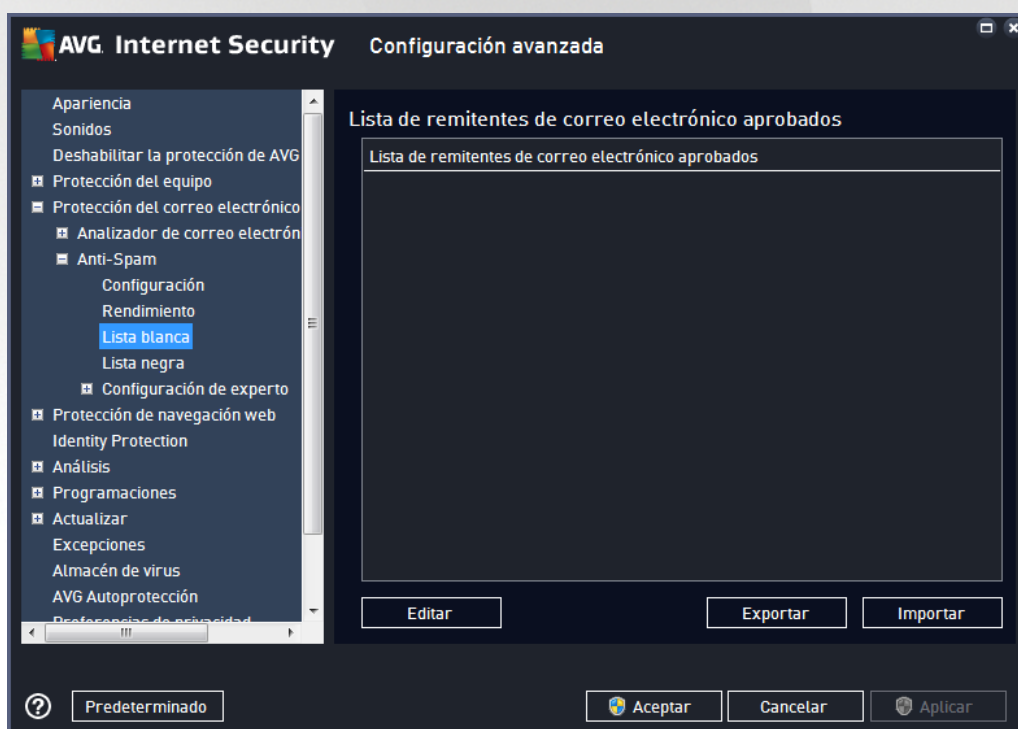 AVG. Internet Security
Configuración avanzada
Apariencia
Sonidos
Deshabilitar la protección de AVG
Protección del equipo
Protección del correo electrónico
Analizador de correo electrón
Anti-Spam
Configuración
Rendimiento
Lista blanca
Lista negra
Configuración de experto
Protección de navegación web
Identity Protection
Análisis
Programaciones
Actualizar
Excepciones
Almacén de virus
AVG Autoprotección
Preferencias de privacidad
Lista de remitentes de correo electrónico aprobados
Lista de remitentes de correo electrónico aprobados
Editar
Exportar
Importar
Predeterminado
Aceptar
Cancelar
Aplicar